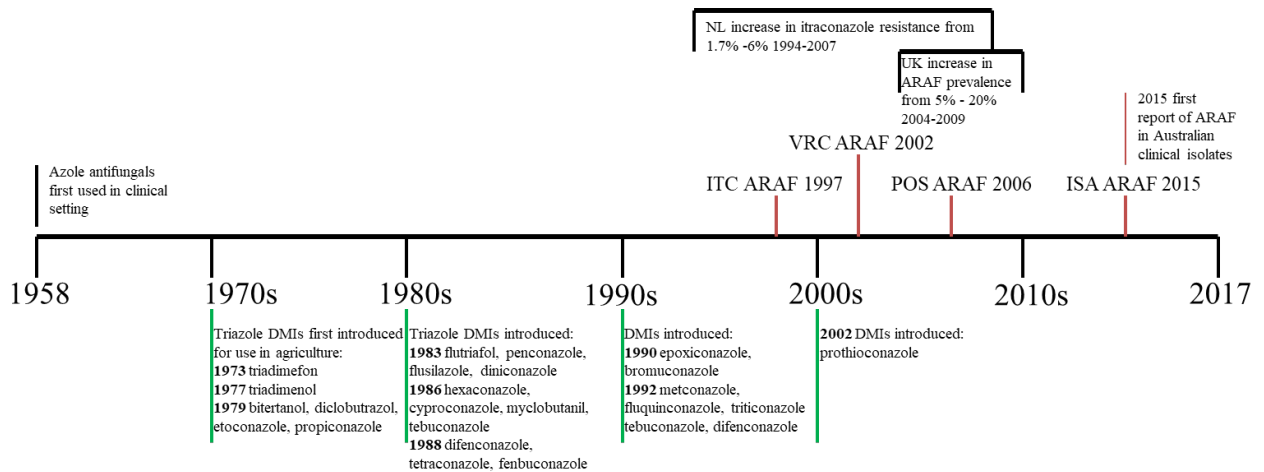 NL increase in itraconazole resistance from
1.7% -6% 1994-2007
UK increase in
ARAF prevalence
from 5% - 20%
2004-2009
2015 first
report of ARAF
in Australian
clinical isolates
VRC ARAF 2002
Azole antifungals
first used in clinical
setting
ITC ARAF 1997
POS ARAF 2006
ISA ARAF 2015
1958
1970s
1980s
1990s
2000s
2010s
2017
Triazole DMIs first introduced
for use in agriculture:
1973 triadimefon
1977 triadimenol
1979 bitertanol, diclobutrazol,
etoconazole, propiconazole
Triazole DMIs introduced:
1983 flutriafol, penconazole,
flusilazole, diniconazole
1986 hexaconazole,
cyproconazole, myclobutanil,
tebuconazole
1988 difenconazole,
tetraconazole, fenbuconazole
DMIs introduced:
1990 epoxiconazole,
bromuconazole
1992 metconazole,
fluquinconazole, triticonazole
tebuconazole, difenconazole
2002 DMIs introduced:
prothioconazole